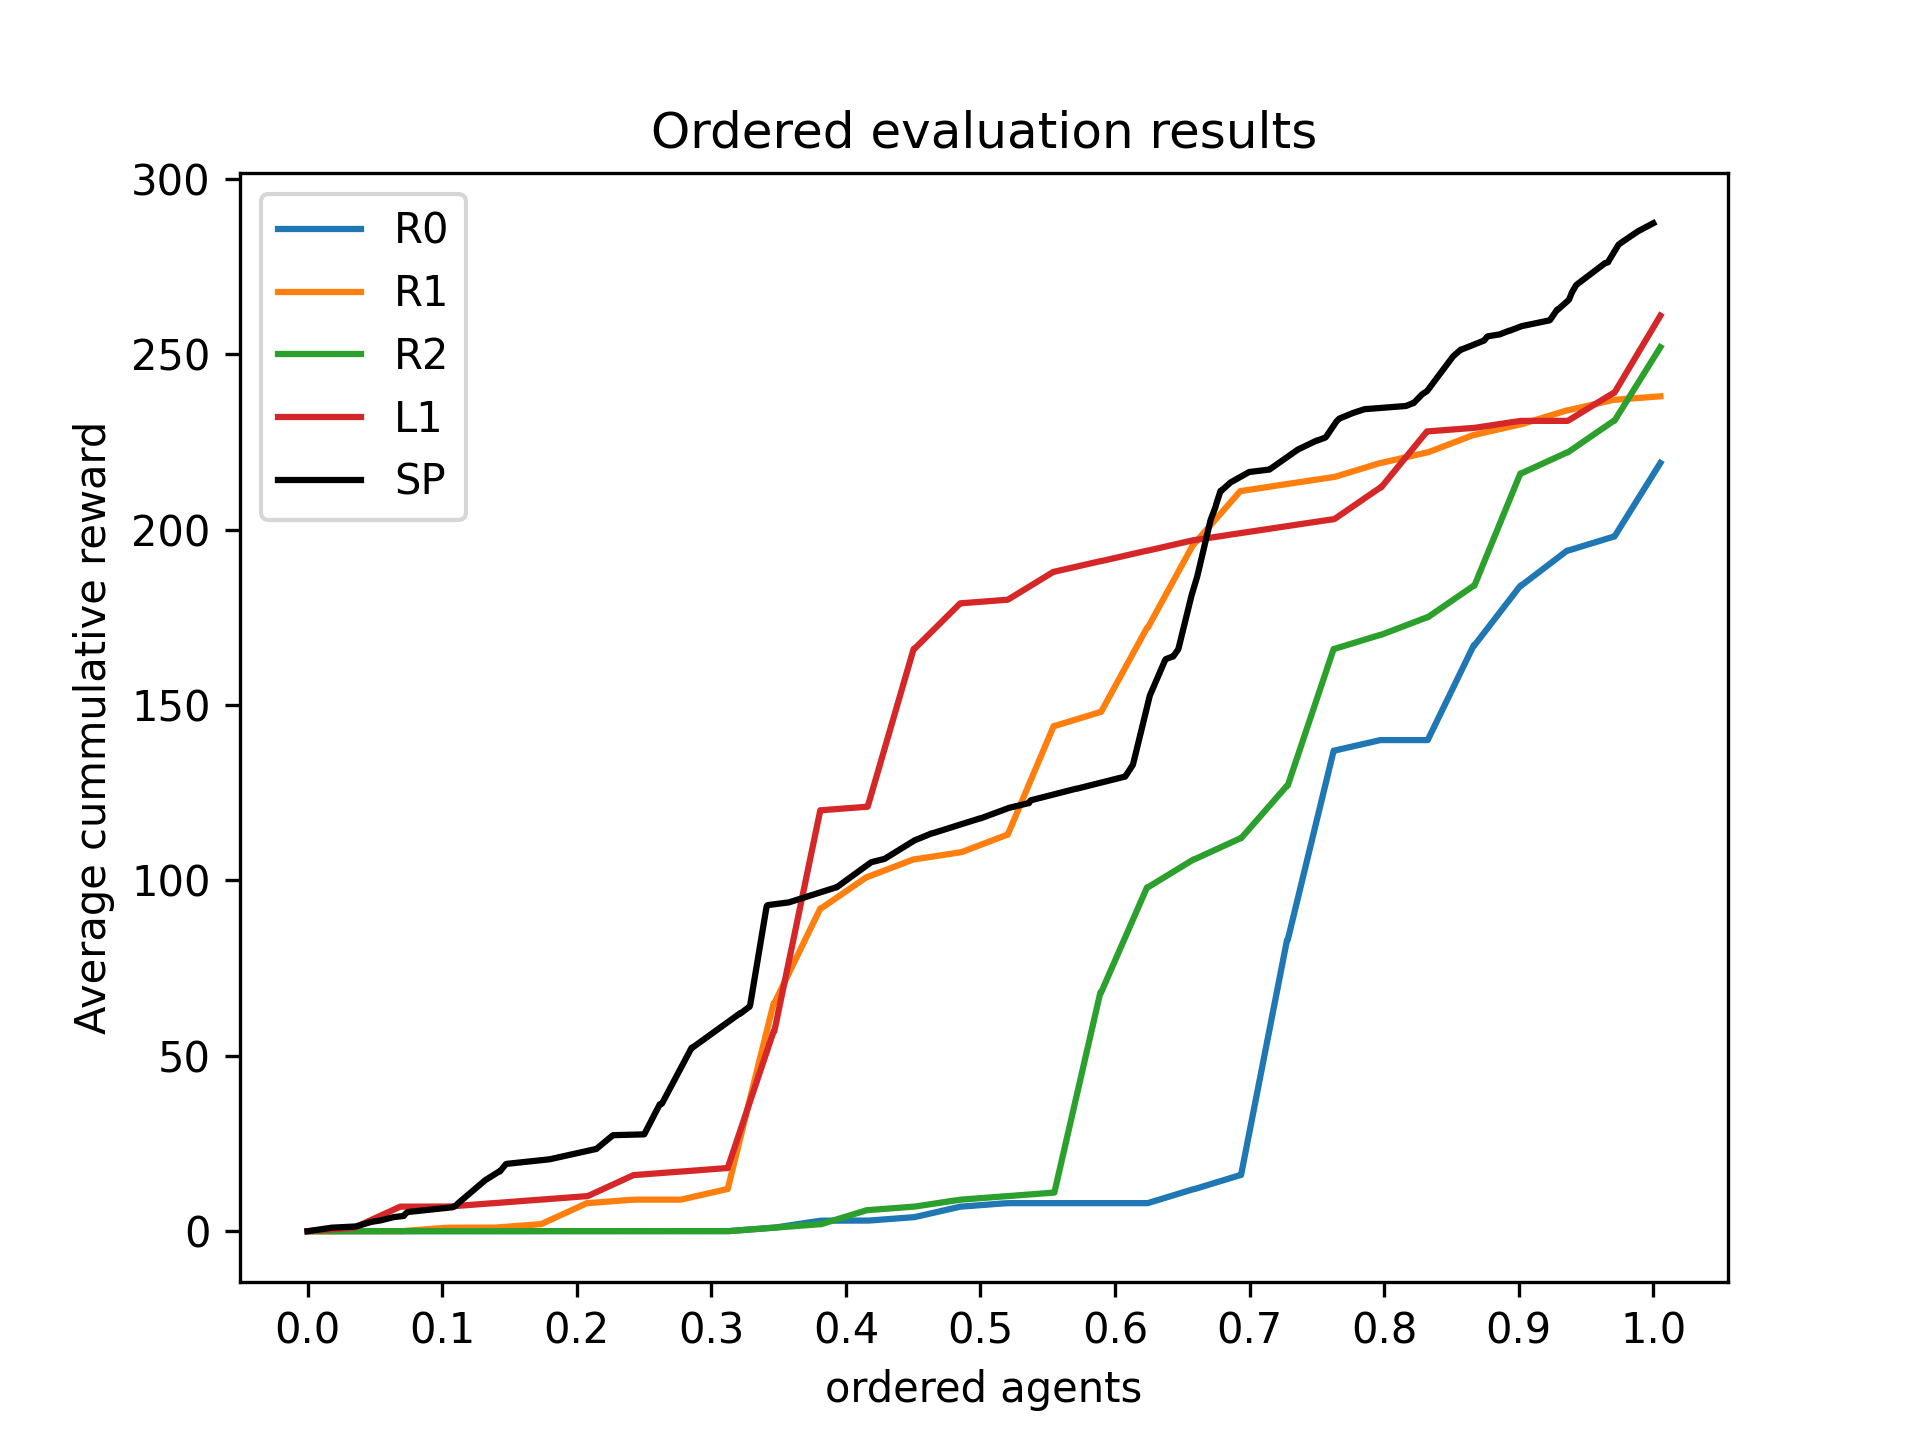 Ordered evaluation results
300
250
200
150
100
50
0
Average cummulative reward
R0
R1
R2
L1
SP
0.0 0.1 0.2 0.3 0.4 0.5 0.6 0.7 0.8 0.9 1.0
ordered agents